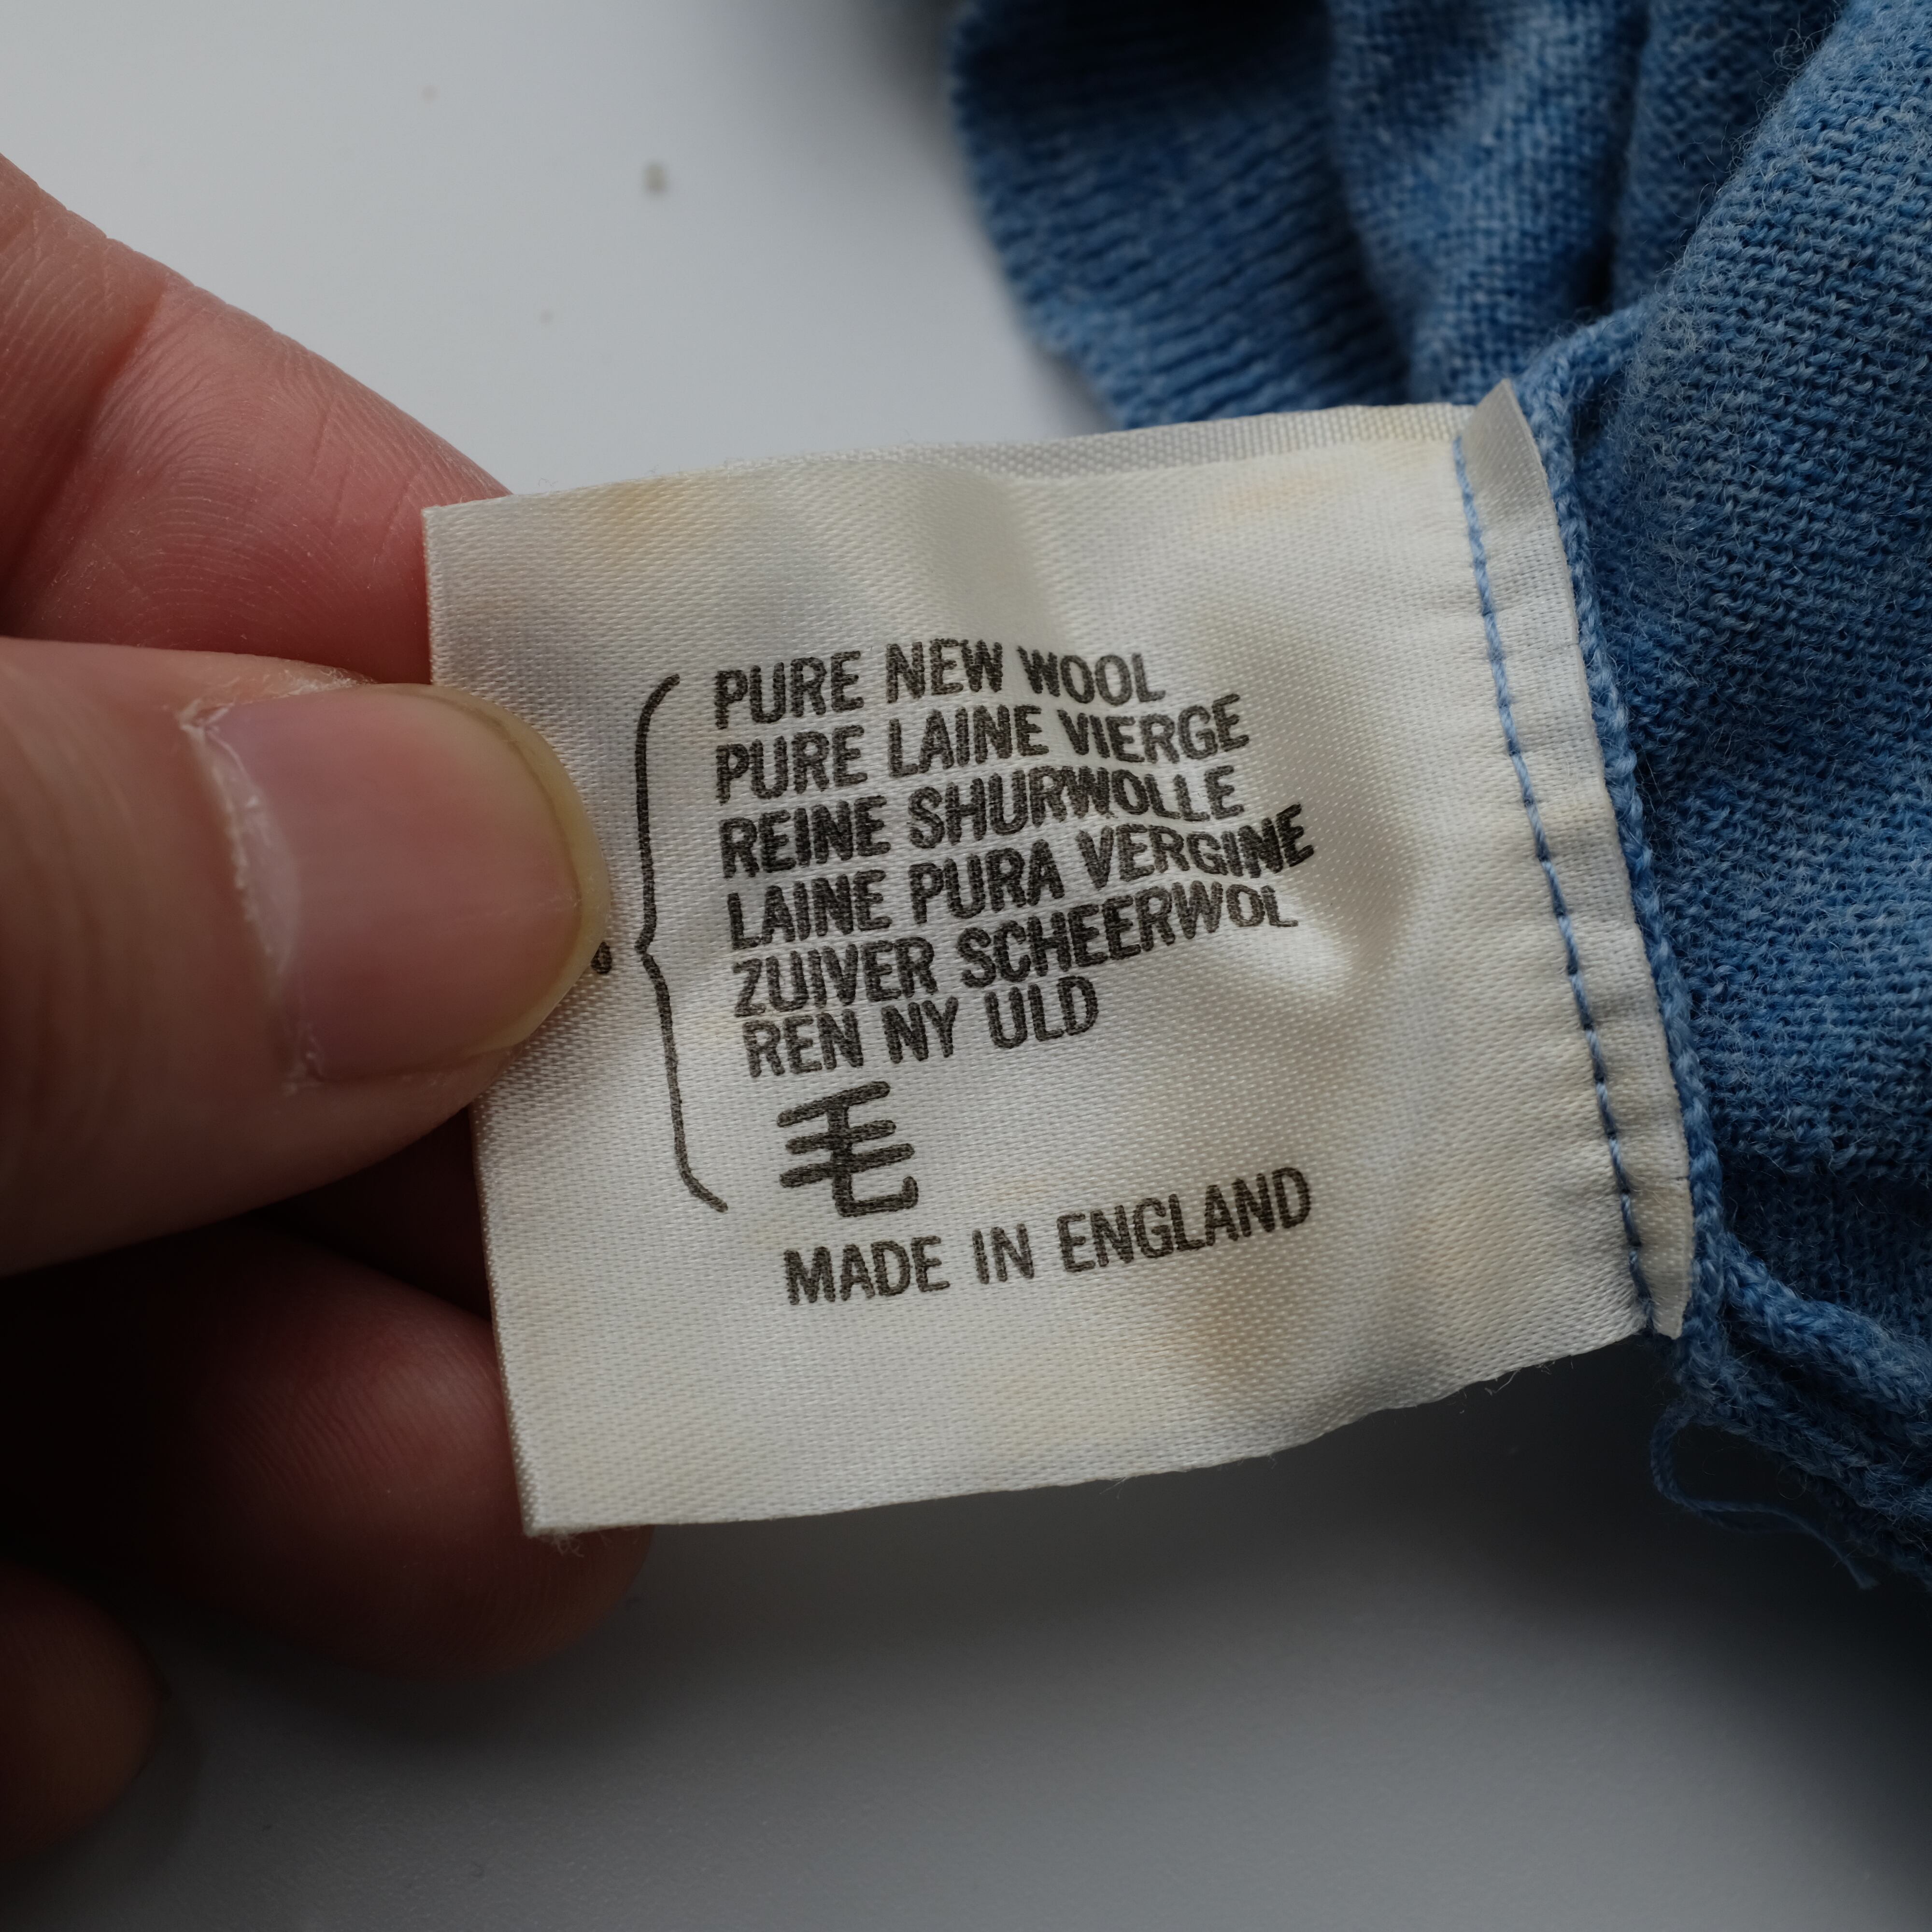 PURE NEW WOOL
PURE LAINE VIERGE
REINE SHURWOLLE
LAINE PURA VERGINE
ZUIVER SCHEERWOL
REN NY ULD
毛
MADE IN ENGLAND